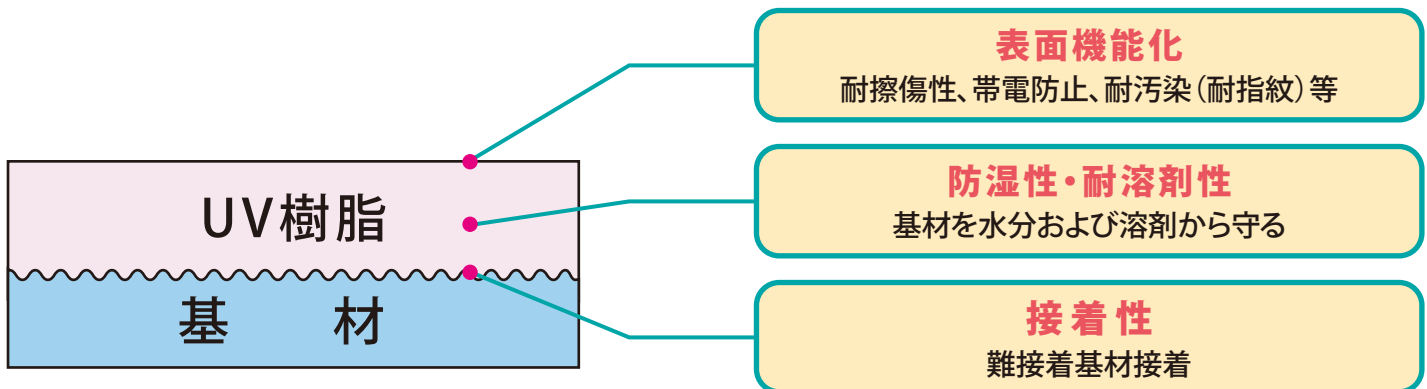 表面機能化
耐擦傷性、帯電防止、耐汚染（耐指紋）等
UV樹脂
防湿性・耐溶剤性
基材を水分および溶剤から守る
基 材
接着性
難接着基材接着